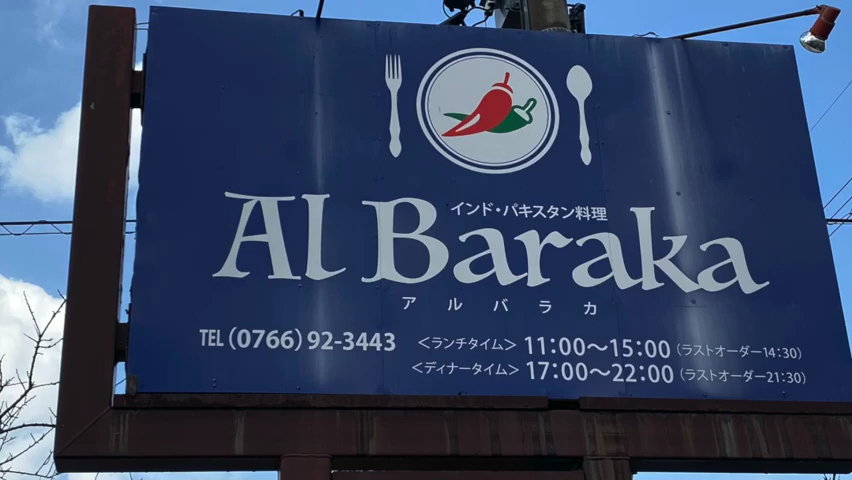 インド・パキスタン料理
Al Baraka
アルバラカ
TEL(0766)92-3443
<ランチタイム> 11:00～15:00 (ラストオーダー14:30)
<ディナータイム> 17:00～22:00 (ラストオーダー21:30)